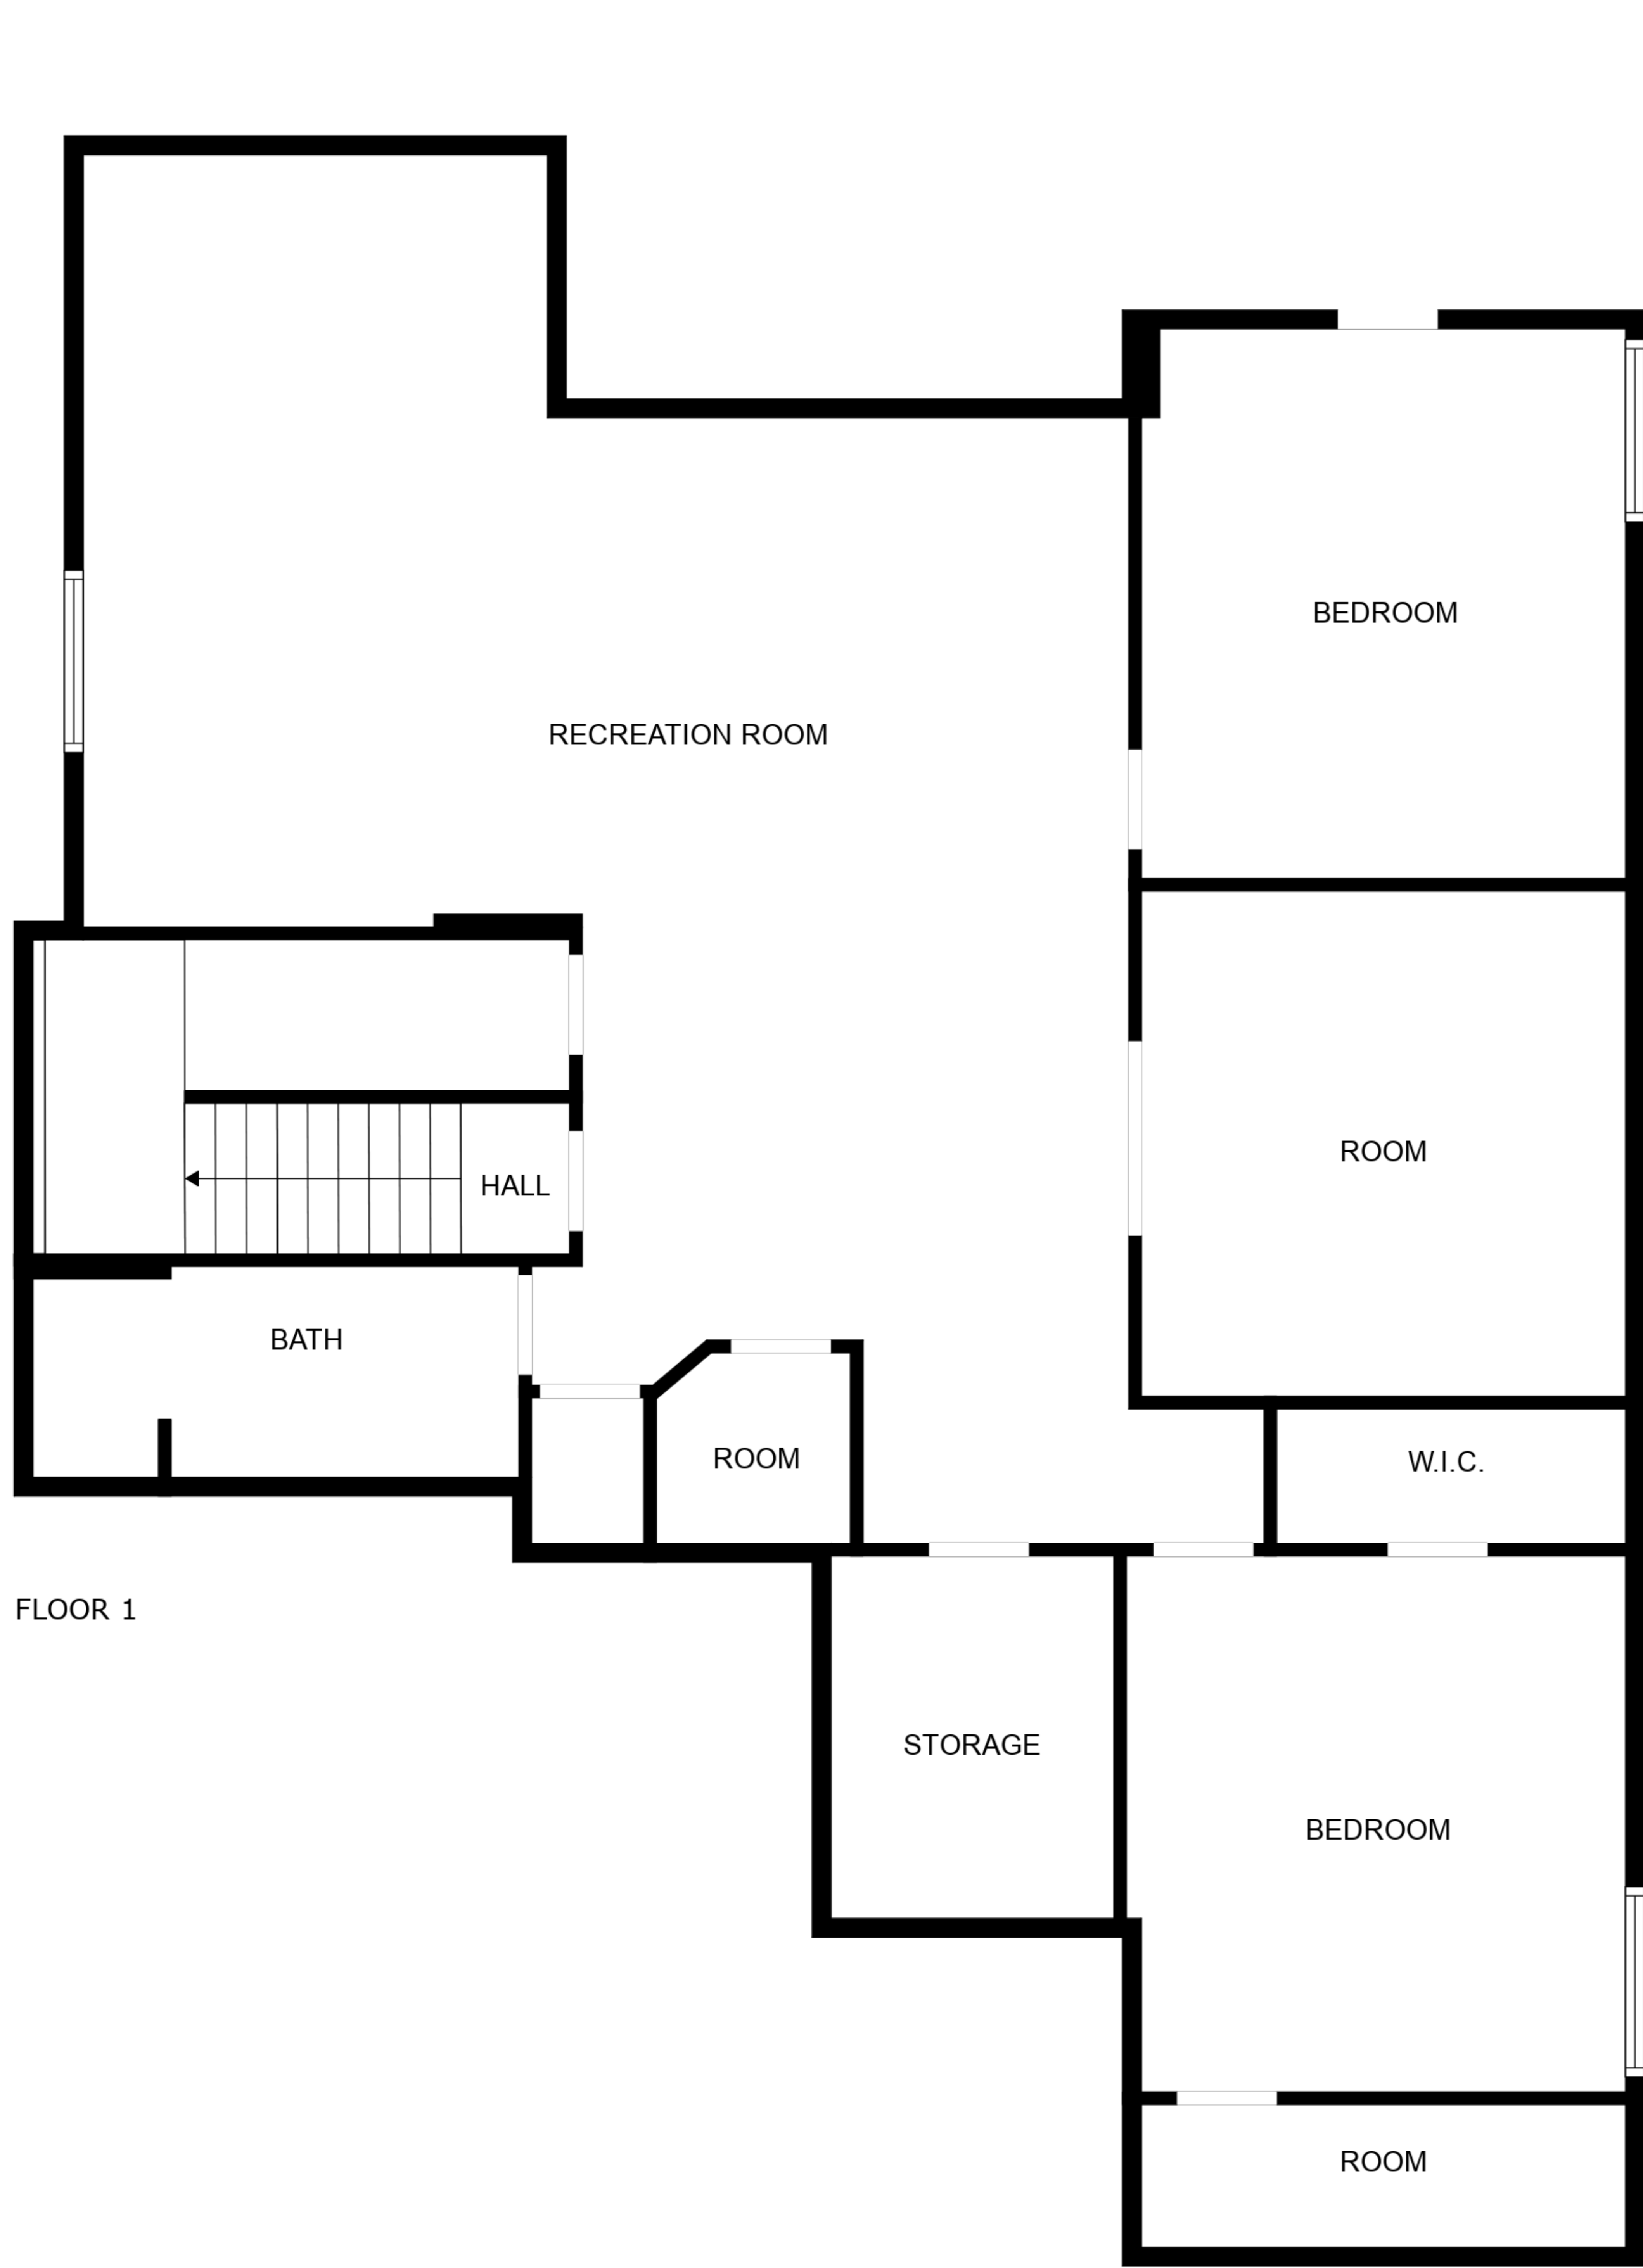 BEDROOM
RECREATION ROOM
ROOM
HALL
BATH
ROOM
W.I.C.
FLOOR 1
STORAGE
BEDROOM
ROOM